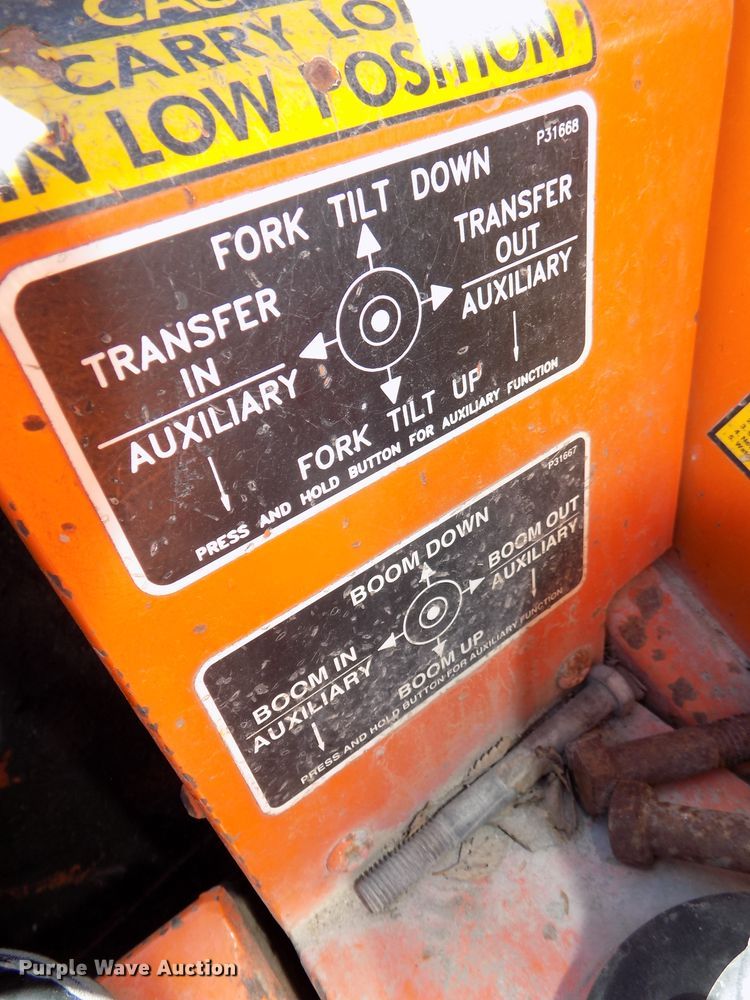 CARRY
IN LOW POSITION
P31668
FORK TILT DOWN
TRANSFER
OUT
AUXILIARY
TRANSFER
IN
AUXILIARY
FORK TILT UP
PRESS AND HOLD BUTTON FOR AUXILIARY FUNCTION
P31667
BOOM DOWN
BOOM OUT
AUXILIARY
BOOM IN
AUXILIARY
BOOM UP
PRESS AND HOLD BUTTON FOR AUXILIARY FUNCTION
Purple Wave Auction